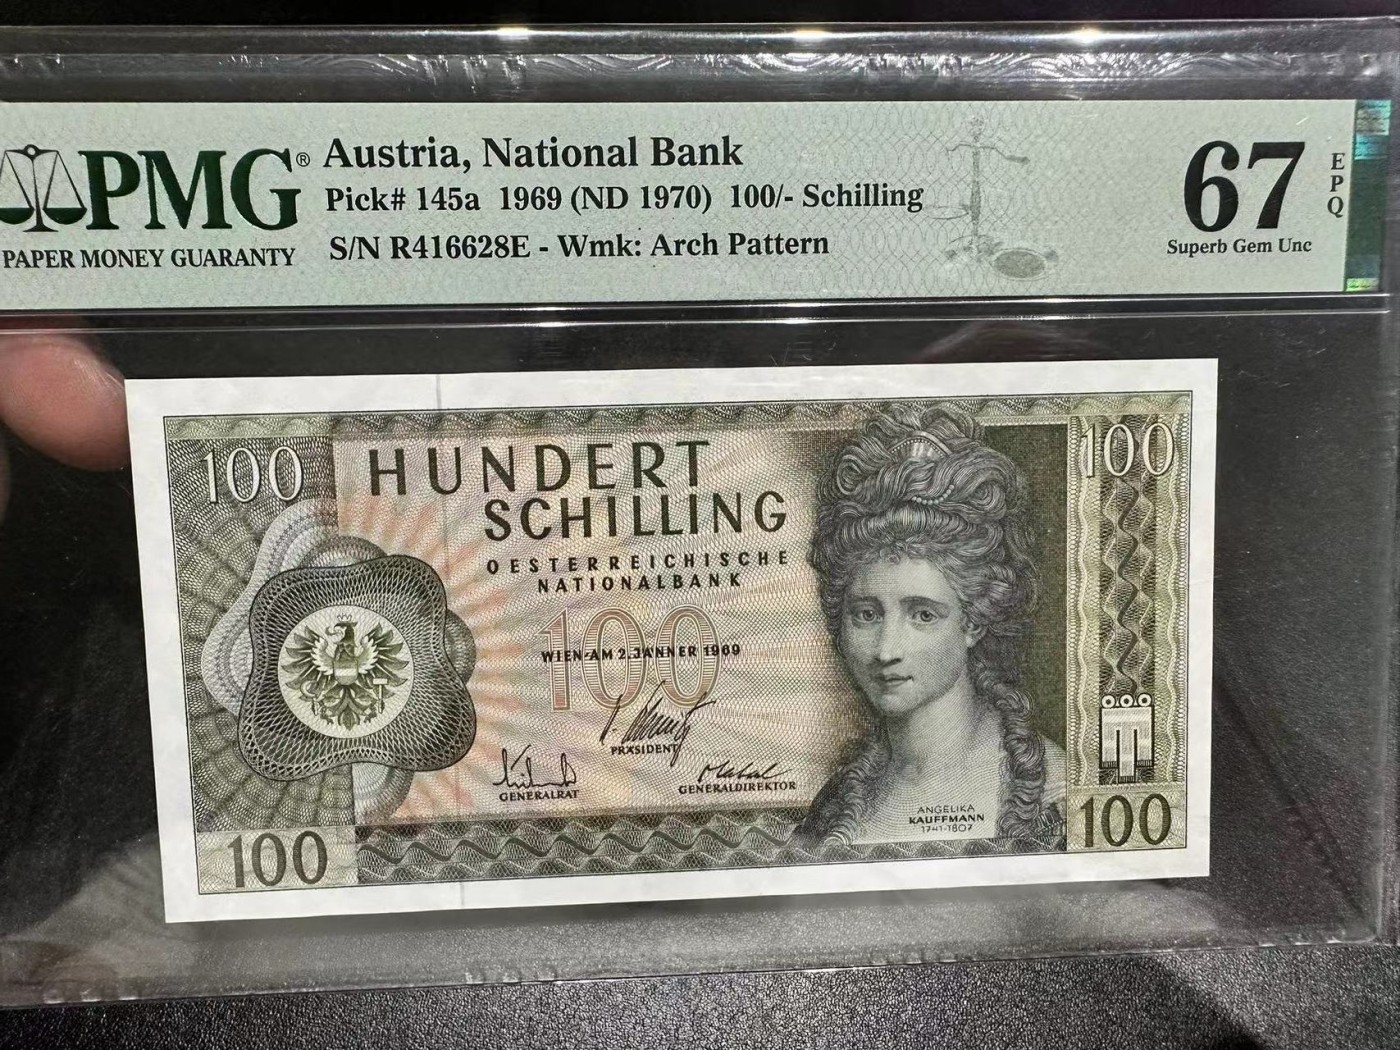 PMG®
PAPER MONEY GUARANTY
Austria, National Bank
Pick# 145a 1969 (ND 1970) 100/- Schilling
S/N R416628E - Wmk: Arch Pattern
67
EPQ
Superb Gem Unc
100
HUNDERT
SCHILLING
OESTERREICHISCHE
NATIONALBANK
100
WIEN·AM 2.JÄNNER 1969
PRÄSIDENT
GENERALRAT
GENERALDIREKTOR
100
100
ANGELIKA
KAUFFMANN
1741-1807
100